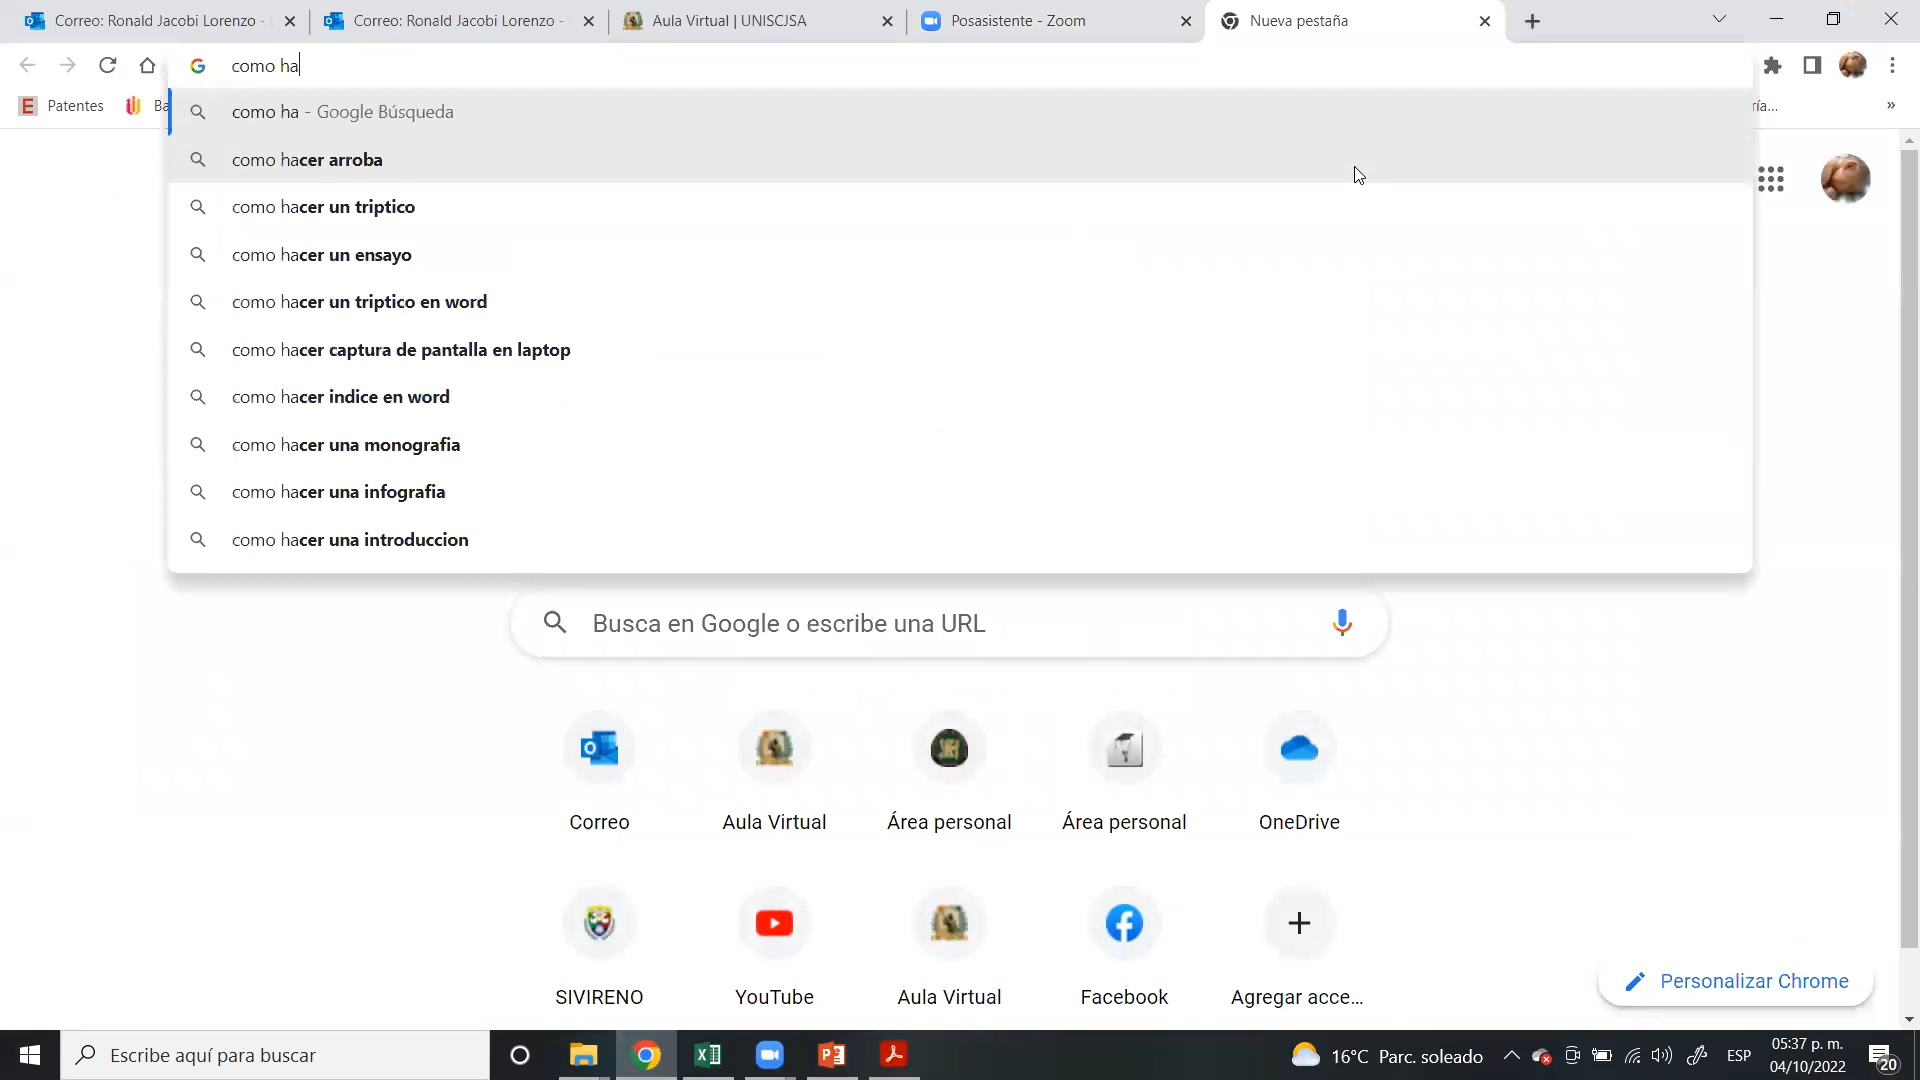 Correo: Ronald Jacobi Lorenzo -
Correo: Ronald Jacobi Lorenzo -
Aula Virtual | UNISCJSA
Posasistente - Zoom
Nueva pestaña
como ha
Patentes
Ba
ría...
»
como ha - Google Búsqueda
como hacer arroba
como hacer un triptico
como hacer un ensayo
como hacer un triptico en word
como hacer captura de pantalla en laptop
como hacer indice en word
como hacer una monografia
como hacer una infografia
como hacer una introduccion
Busca en Google o escribe una URL
Correo
Aula Virtual
Área personal
Área personal
OneDrive
SIVIRENO
YouTube
Aula Virtual
Facebook
Agregar acce...
Personalizar Chrome
Escribe aquí para buscar
16°C Parc. soleado
ESP
05:37 p. m.
04/10/2022
20